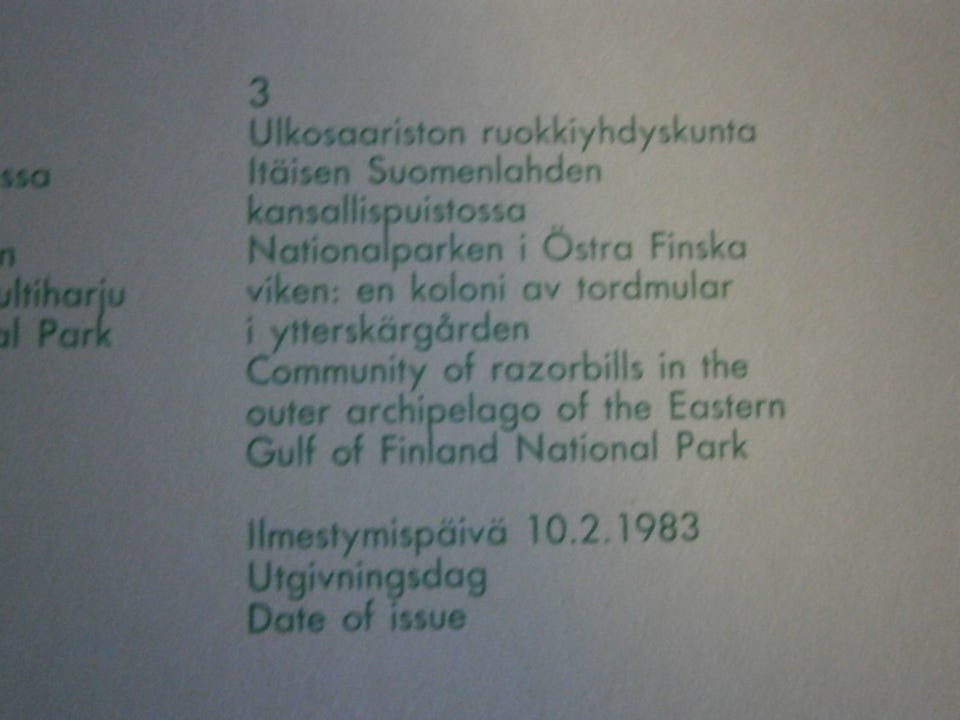 ssa
n
ultiharju
al Park
3
Ulkosaariston ruokkiyhdyskunta
Itäisen Suomenlahden
kansallispuistossa
Nationalparken i Östra Finska
viken: en koloni av tordmular
i ytterskärgården
Community of razorbills in the
outer archipelago of the Eastern
Gulf of Finland National Park
Ilmestymispäivä 10.2.1983
Utgivningsdag
Date of issue